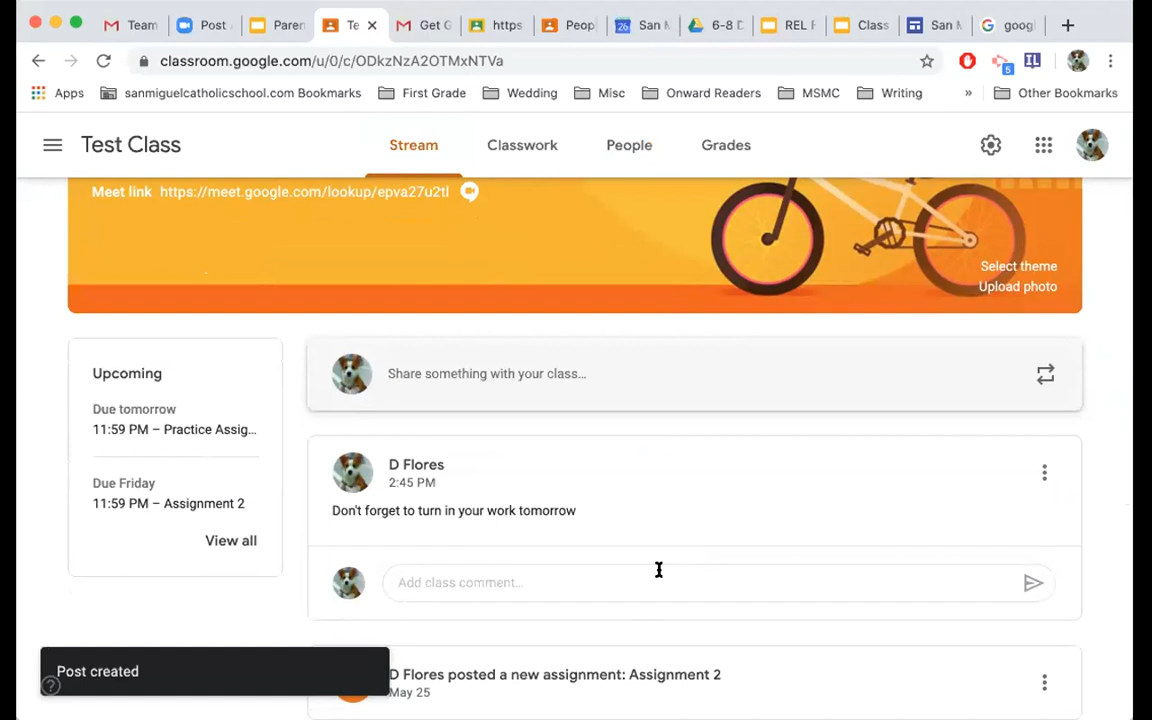 Team
Post
Paren
Te
Get G
https
Peop
26
San M
6-8 D
REL F
Class
San M
googl
classroom.google.com/u/0/c/ODkzNzA2OTMxNTVa
5
IL
Apps
sanmiguelcatholicschool.com Bookmarks
First Grade
Wedding
Misc
Onward Readers
MSMC
Writing
»
Other Bookmarks
Test Class
Stream
Classwork
People
Grades
Meet link https://meet.google.com/lookup/epva27u2tl
Select theme
Upload photo
Upcoming
Share something with your class...
Due tomorrow
11:59 PM – Practice Assig...
Due Friday
11:59 PM – Assignment 2
View all
D Flores
2:45 PM
Don't forget to turn in your work tomorrow
Add class comment...
Post created
D Flores posted a new assignment: Assignment 2
May 25